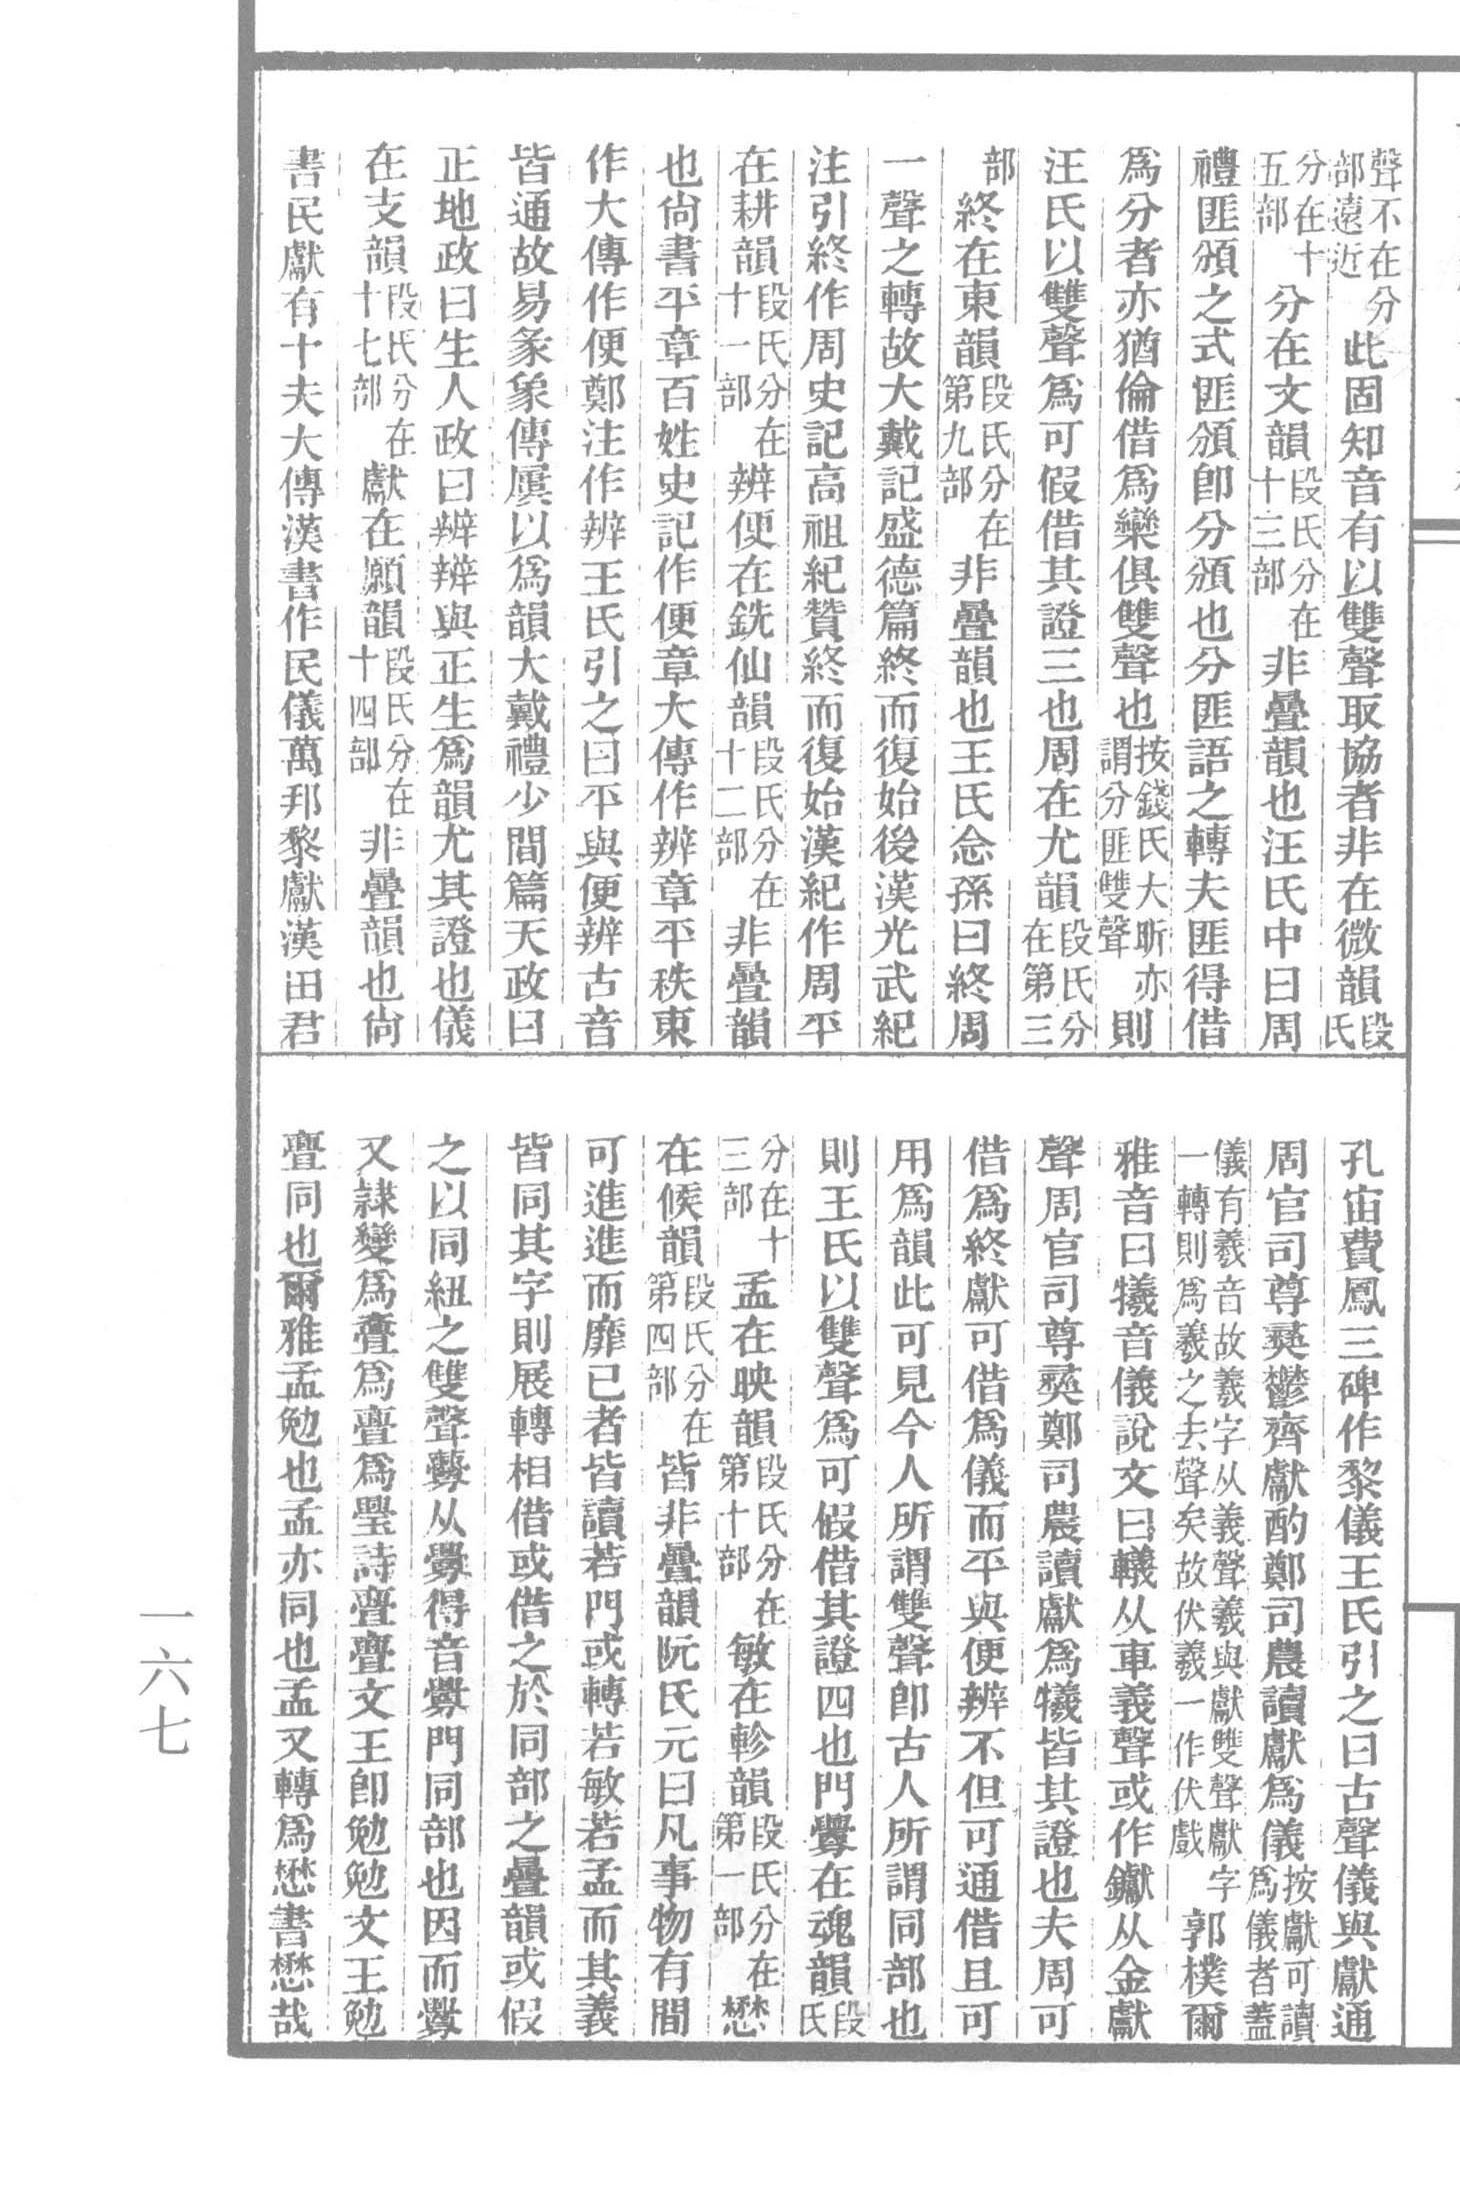 聲不在分部遠近此固知音有以雙聲取協者非在微韻段氏
分在十五部分在文韻段氏分在十三部非疊韻也汪氏中曰周
禮匪頒之式匪頒卽分頒也分匪語之轉夫匪得借
爲分者亦猶倫借爲欒俱雙聲也按錢氏大昕亦謂分匪雙聲則
汪氏以雙聲爲可假借其證三也周在尤韻段氏分在第三
部終在東韻段氏分在第九部非疊韻也王氏念孫曰終周
一聲之轉故大戴記盛德篇終而復始後漢光武紀
注引終作周史記高祖紀贊終而復始漢紀作周平
在耕韻段氏分在十一部辨便在銑仙韻段氏分在十二部非疊韻
也尙書平章百姓史記作便章大傳作辨章平秩東
作大傳作便鄭注作辨王氏引之曰平與便辨古音
皆通故易彖象傳屢以爲韻大戴禮少閒篇天政曰
正地政曰生人政曰辨辨與正生爲韻尤其證也儀
在支韻段氏分在十七部獻在願韻段氏分在十四部非疊韻也尙
書民獻有十夫大傳漢書作民儀萬邦黎獻漢田君
孔宙費鳳三碑作黎儀王氏引之曰古聲儀與獻通
周官司尊彝鬱齊獻酌鄭司農讀獻爲儀按獻可讀爲儀者蓋
儀有羲音故羲字从義聲羲與獻雙聲獻字一轉則爲羲之去聲矣故伏羲一作伏戲郭樸爾
雅音曰犧音儀說文曰轙从車義聲或作钀从金獻
聲周官司尊彝鄭司農讀獻爲犧皆其證也夫周可
借爲終獻可借爲儀而平與便辨不但可通借且可
用爲韻此可見今人所謂雙聲卽古人所謂同部也
則王氏以雙聲爲可假借其證四也門釁在魂韻段氏
分在十三部孟在映韻段氏分在第十部敏在軫韻段氏分在第一部懋
在候韻段氏分在第四部皆非疊韻阮氏元曰凡事物有間
可進進而靡已者皆讀若門或轉若敏若孟而其義
皆同其字則展轉相借或借之於同部之疊韻或假
之以同紐之雙聲釁从分得音釁門同部也因而釁
又隸變爲亹爲斖爲璺詩亹亹文王卽勉勉文王勉
亹同也爾雅孟勉也孟亦同也孟又轉爲懋書懋哉
一六七